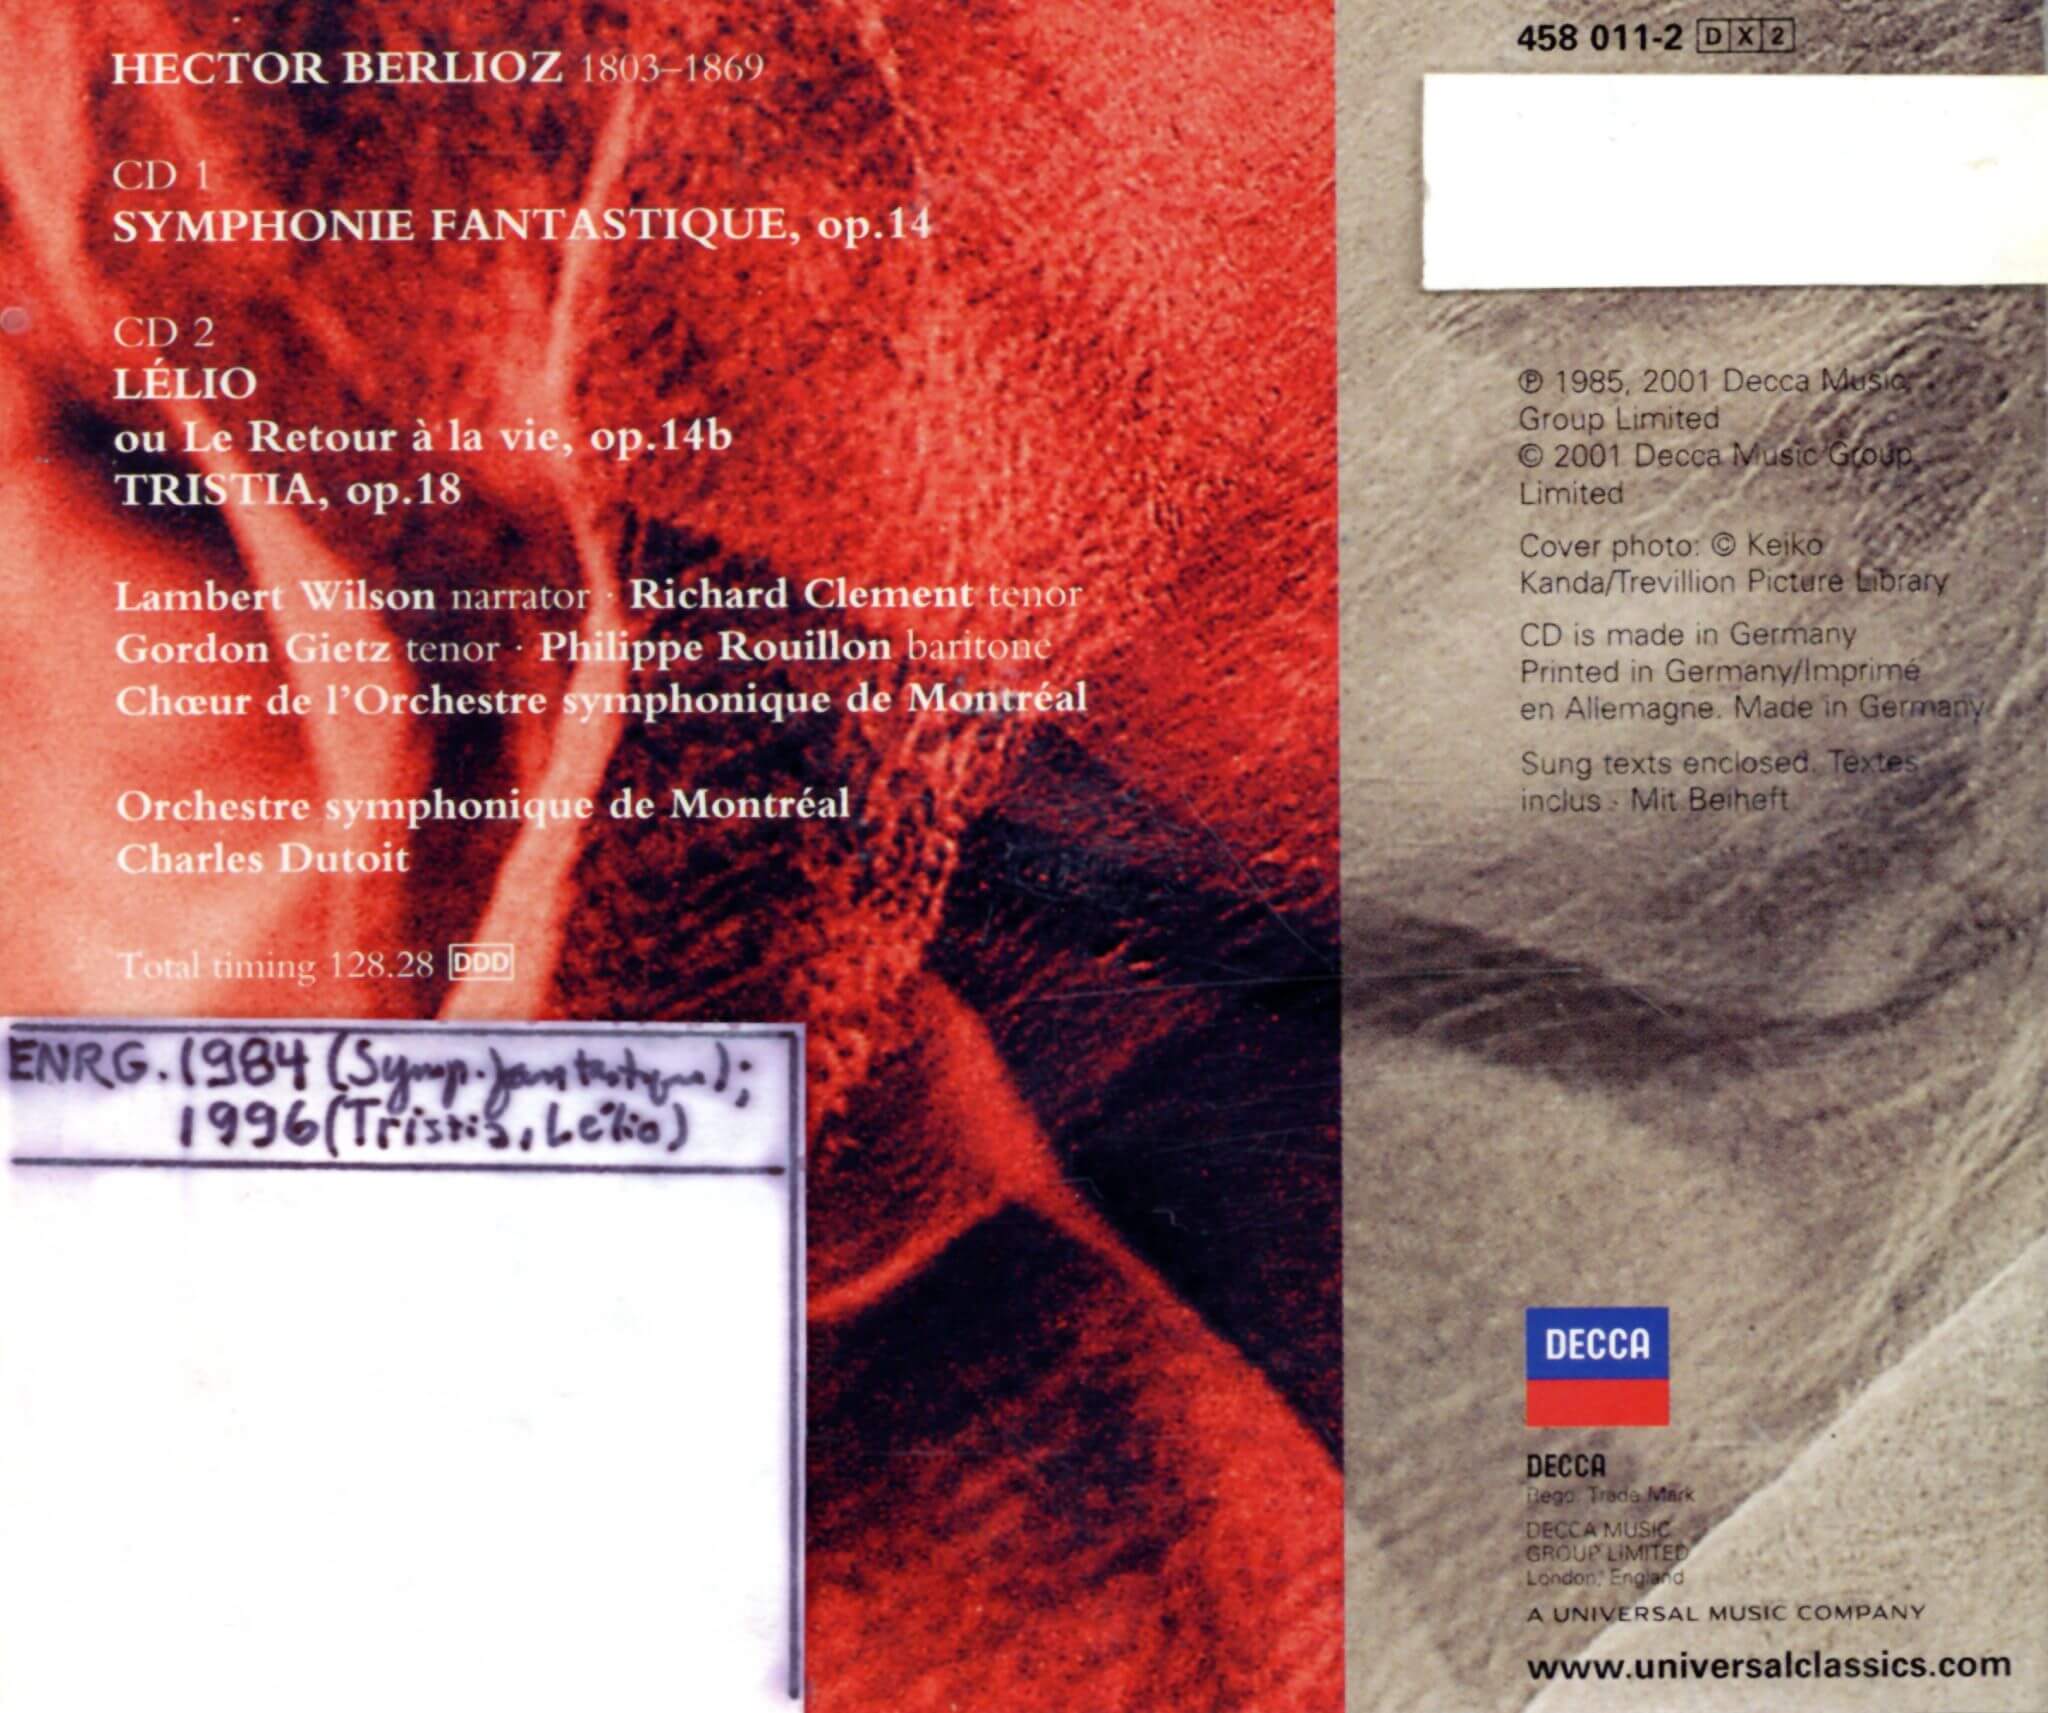 HECTOR BERLIOZ 1803–1869
CD 1
SYMPHONIE FANTASTIQUE, op.14
CD 2
LÉLIO
ou Le Retour à la vie, op.14b
TRISTIA, op.18
Lambert Wilson narrator · Richard Clement tenor
Gordon Gietz tenor · Philippe Rouillon baritone
Chœur de l'Orchestre symphonique de Montréal
Orchestre symphonique de Montréal
Charles Dutoit
Total timing 128.28 DDD
ENRG. 1984 (Symp. fantastique);
1996 (Tristia, Lélio)
458 011-2 DX2
℗ 1985, 2001 Decca Music
Group Limited
© 2001 Decca Music Group
Limited
Cover photo: © Keiko
Kanda/Trevillion Picture Library
CD is made in Germany
Printed in Germany/Imprimé
en Allemagne. Made in Germany
Sung texts enclosed. Textes
inclus · Mit Beiheft
DECCA
DECCA
Regd. Trade Mark
DECCA MUSIC
GROUP LIMITED
London, England
A UNIVERSAL MUSIC COMPANY
www.universalclassics.com